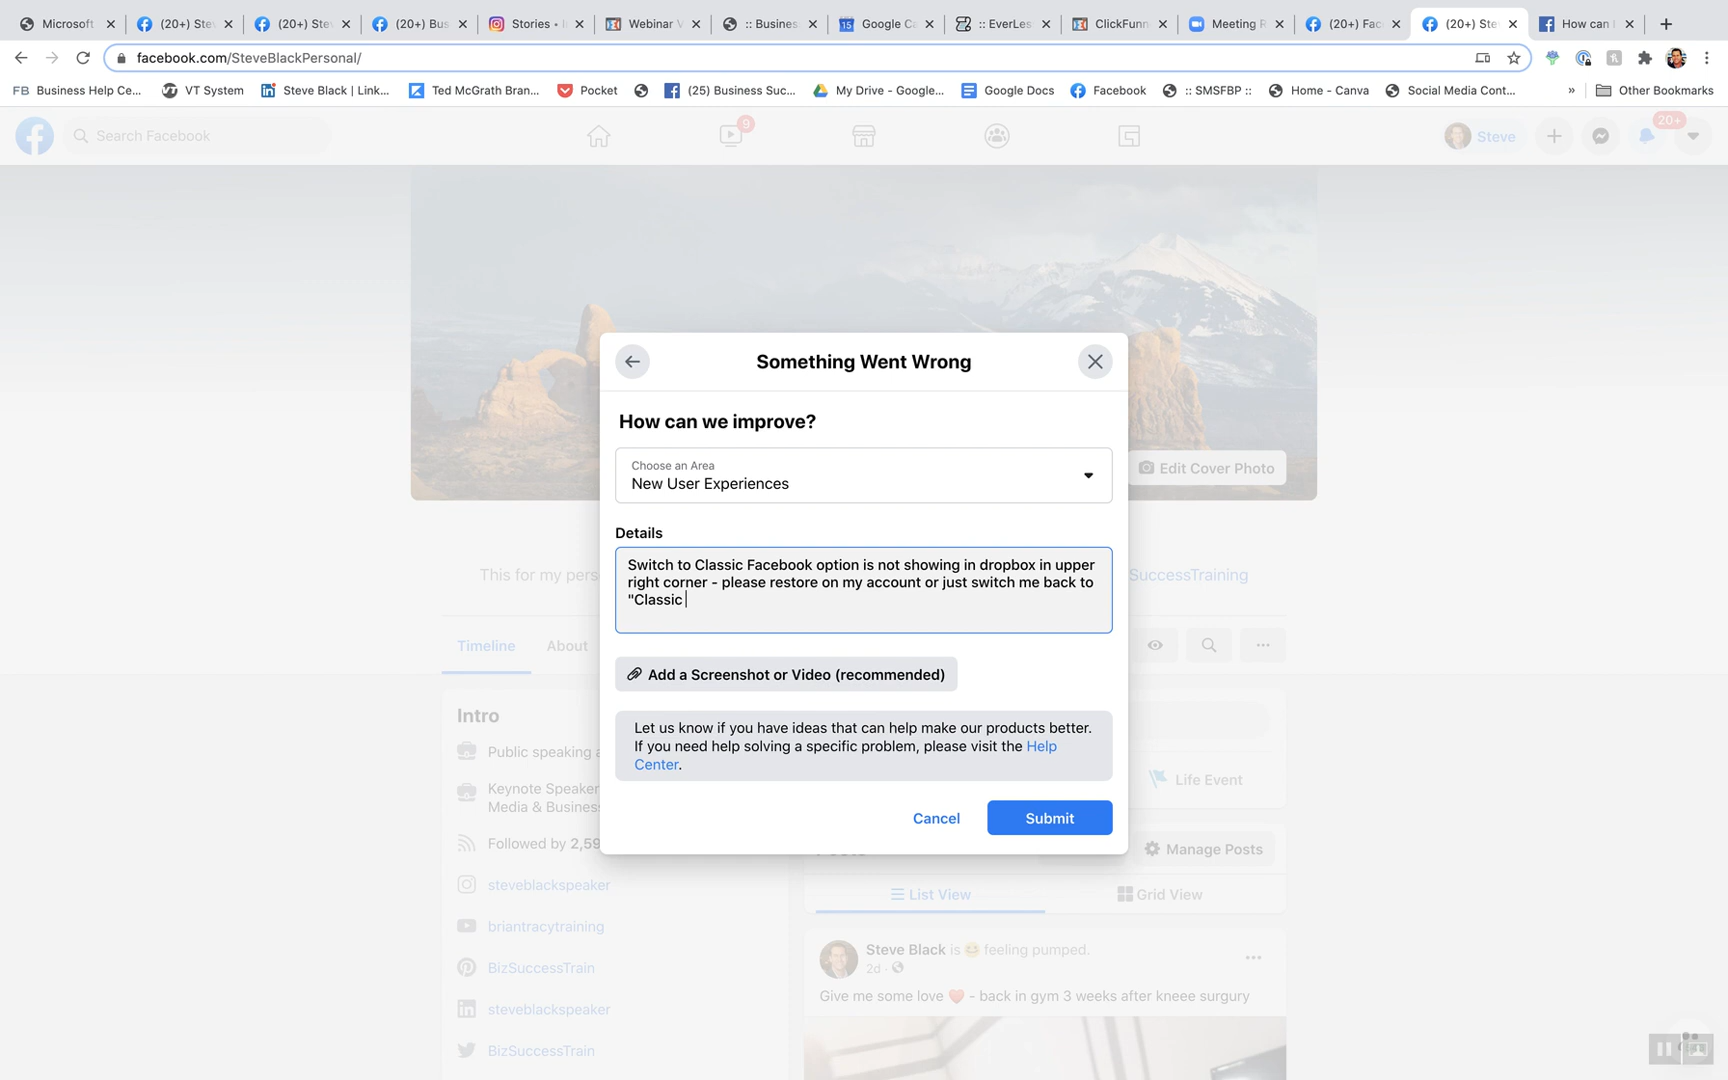 Microsoft
(20+) Ste
(20+) Ste
(20+) Bus
Stories •
Webinar
:: Busines
Google Ca
:: EverLes
ClickFunn
Meeting R
(20+) Fac
(20+) Ste
How can
facebook.com/SteveBlackPersonal/
FB Business Help Ce...
VT System
Steve Black | Link...
Ted McGrath Bran...
Pocket
(25) Business Suc...
My Drive - Google...
Google Docs
Facebook
:: SMSFBP ::
Home - Canva
Social Media Cont...
»
Other Bookmarks
Search Facebook
9
Steve
20+
Edit Cover Photo
Something Went Wrong
How can we improve?
Choose an Area
New User Experiences
Details
Switch to Classic Facebook option is not showing in dropbox in upper
right corner - please restore on my account or just switch me back to
"Classic
Add a Screenshot or Video (recommended)
Let us know if you have ideas that can help make our products better.
If you need help solving a specific problem, please visit the Help
Center.
Cancel
Submit
This for my pers
SuccessTraining
Timeline
About
Intro
Public speaking a
Keynote Speaker
Media & Business
Followed by 2,59
steveblackspeaker
briantracytraining
BizSuccessTrain
steveblackspeaker
BizSuccessTrain
Life Event
Manage Posts
List View
Grid View
Steve Black is feeling pumped.
2d ·
Give me some love ❤️ - back in gym 3 weeks after kneee surgury